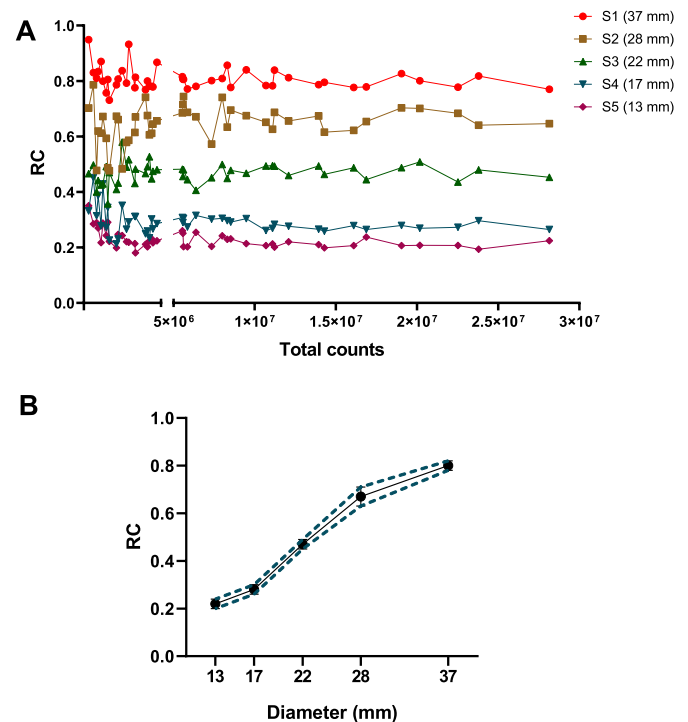 A
S1 (37 mm)
S2 (28 mm)
S3 (22 mm)
S4 (17 mm)
S5 (13 mm)
1.0
0.8
0.6
0.4
0.2
0.0
RC
5×10⁶ 1×10⁷ 1.5×10⁷ 2×10⁷ 2.5×10⁷ 3×10⁷
Total counts
B
1.0
0.8
0.6
0.4
0.2
0.0
RC
13 17 22 28 37
Diameter (mm)